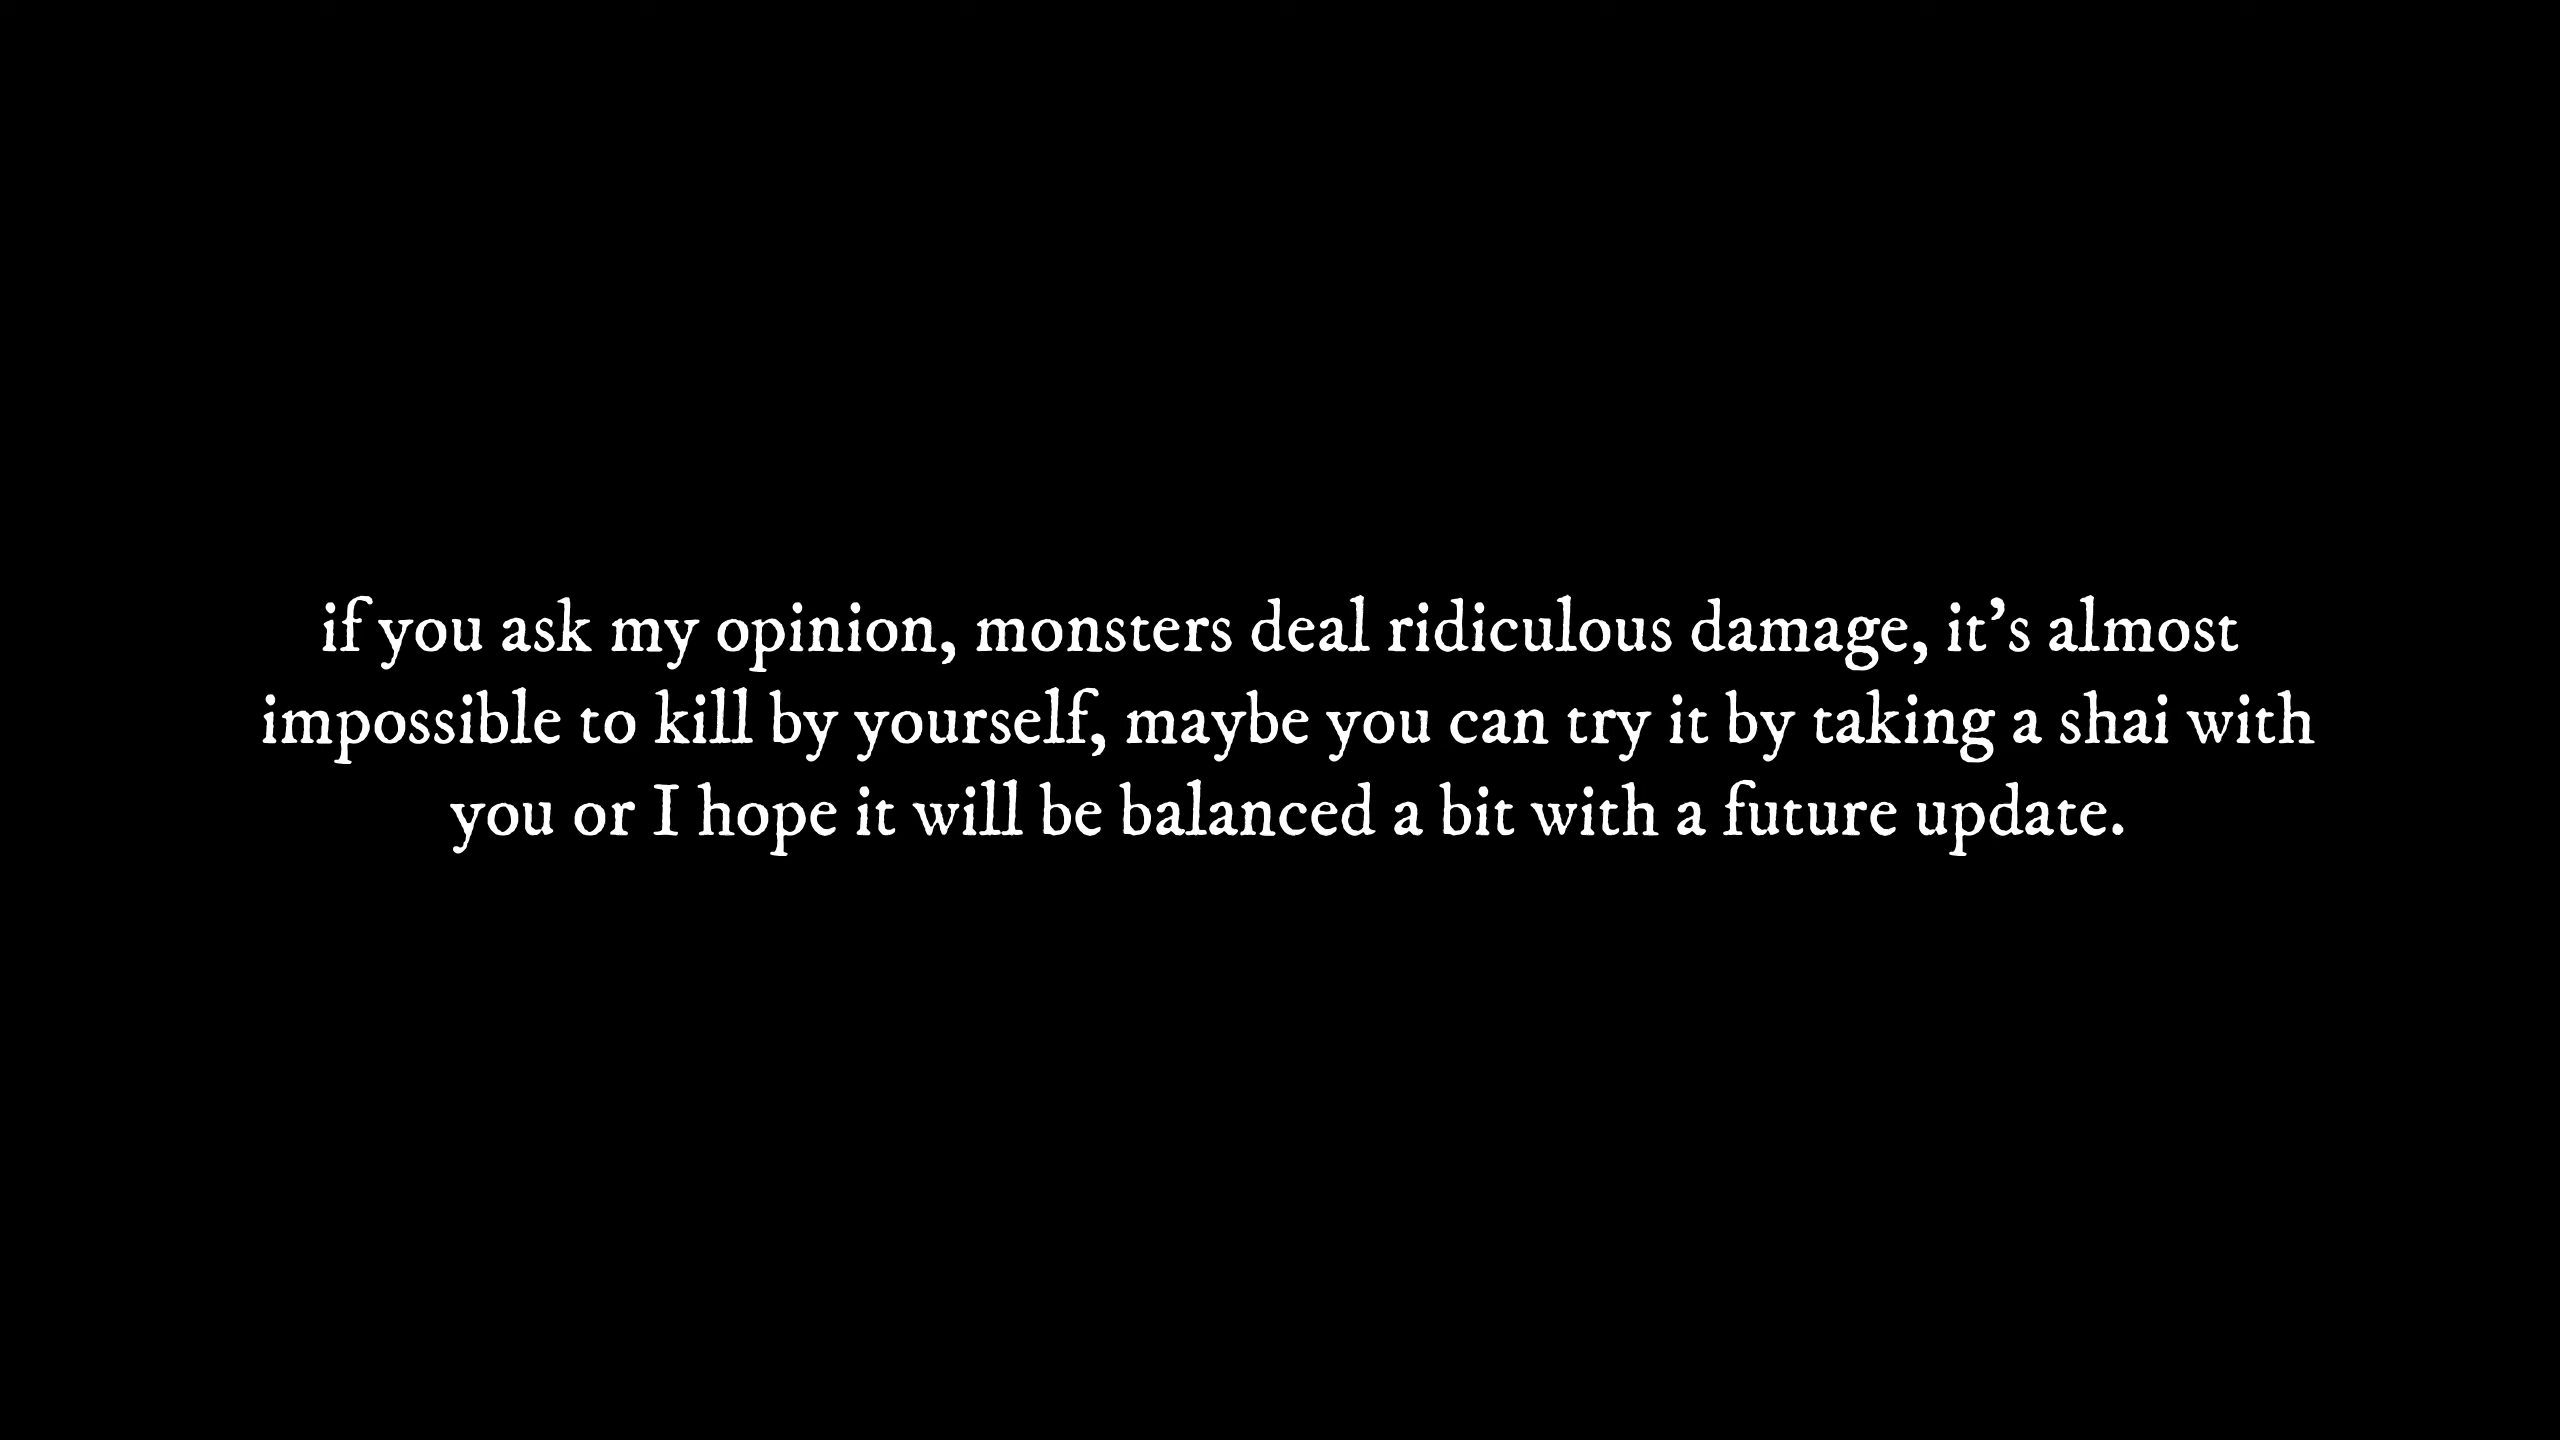 if you ask my opinion, monsters deal ridiculous damage, it’s almost
impossible to kill by yourself, maybe you can try it by taking a shai with
you or I hope it will be balanced a bit with a future update.